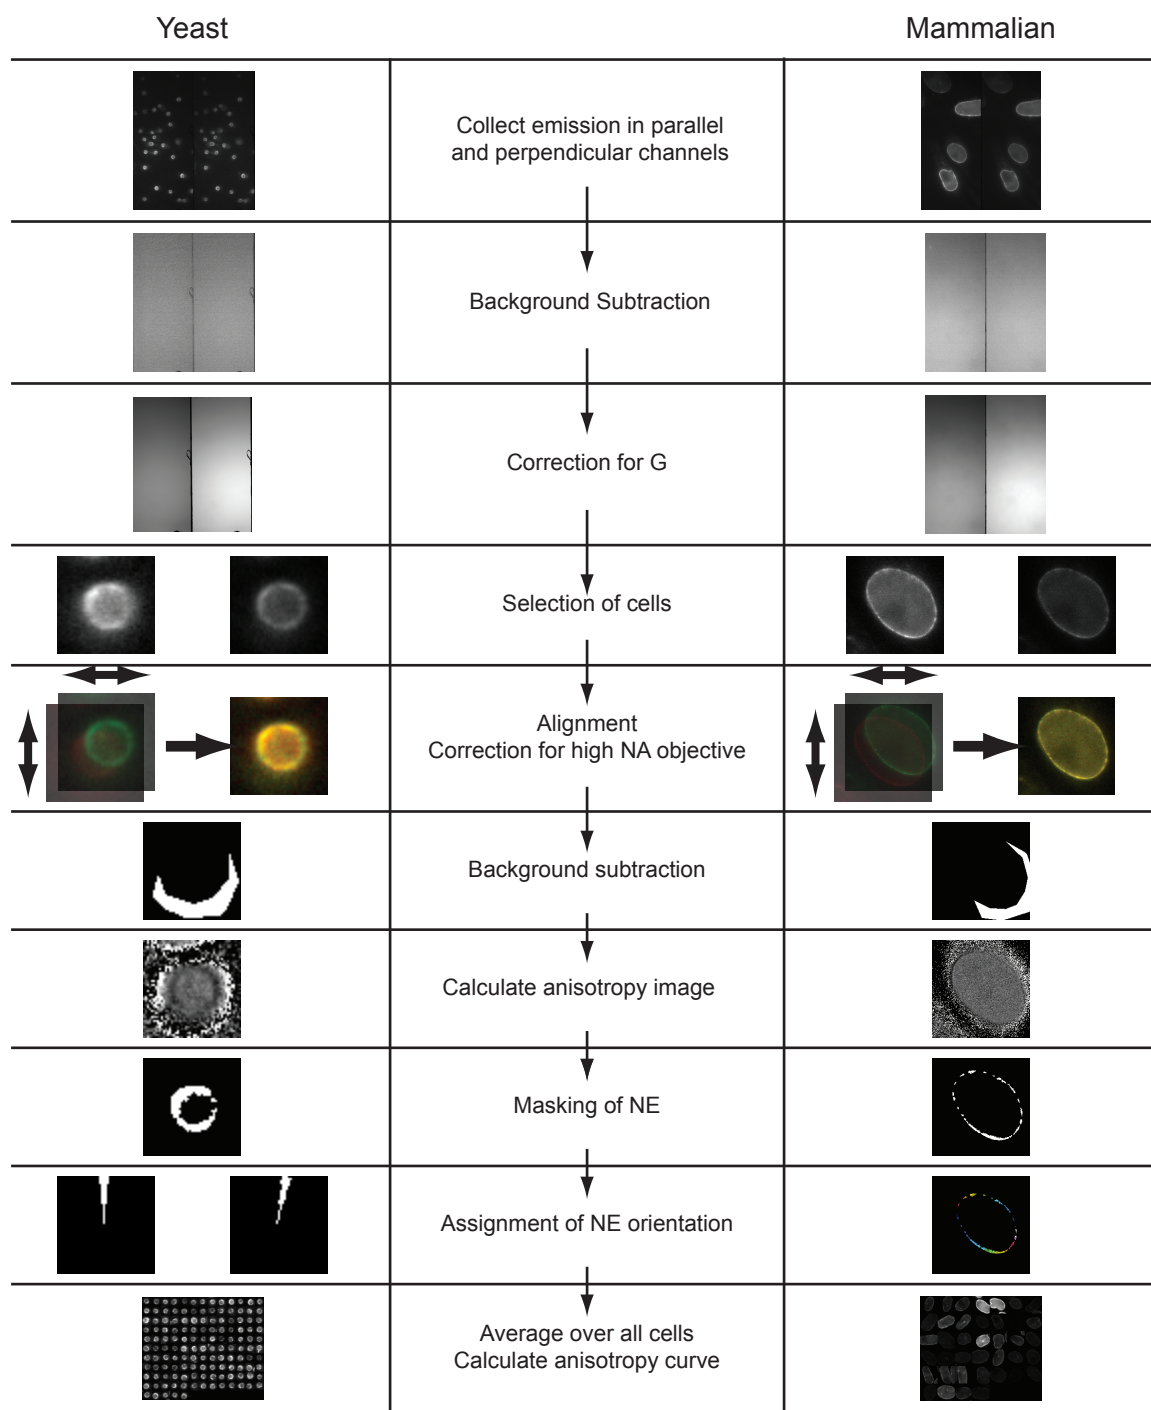 Yeast
Mammalian
Collect emission in parallel
and perpendicular channels
Background Subtraction
Correction for G
Selection of cells
Alignment
Correction for high NA objective
Background subtraction
Calculate anisotropy image
Masking of NE
Assignment of NE orientation
Average over all cells
Calculate anisotropy curve